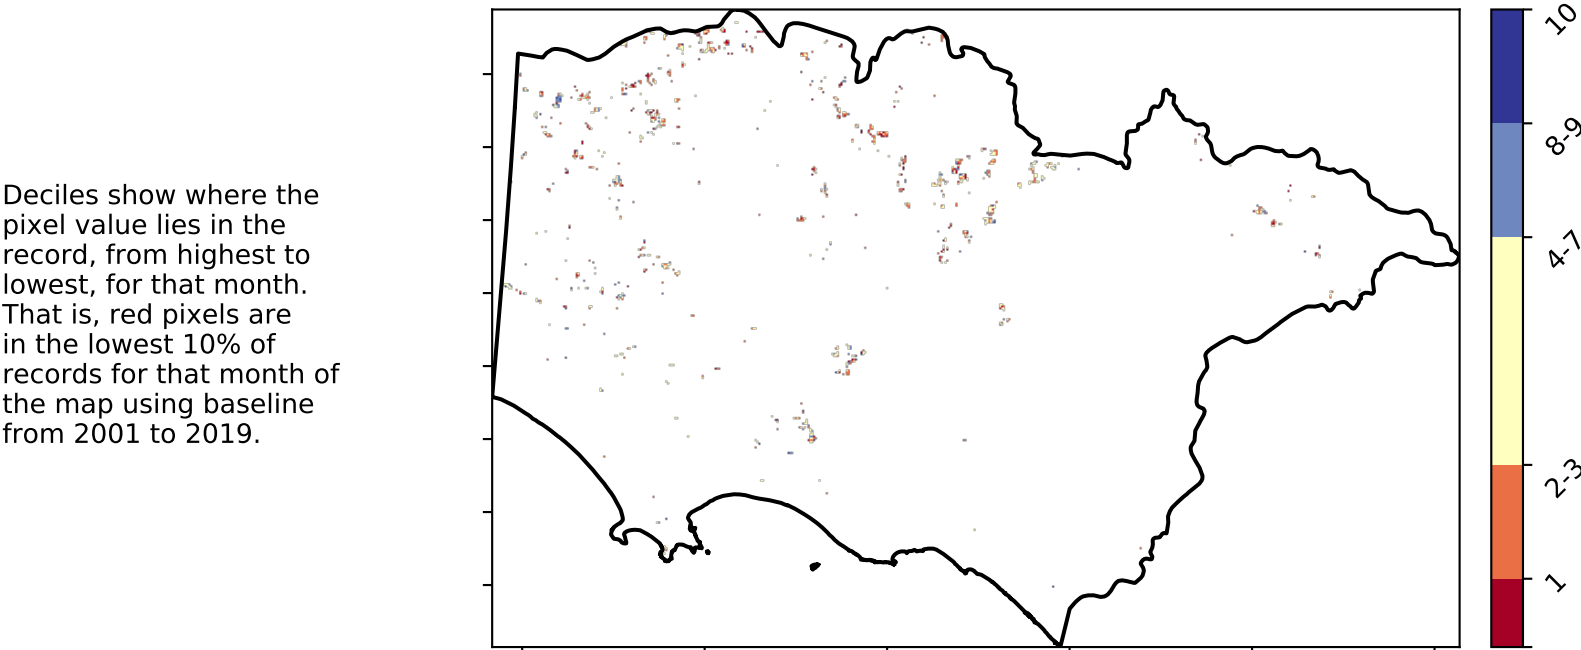 Deciles show where the
pixel value lies in the
record, from highest to
lowest, for that month.
That is, red pixels are
in the lowest 10% of
records for that month of
the map using baseline
from 2001 to 2019.
10
8-9
4-7
2-3
1